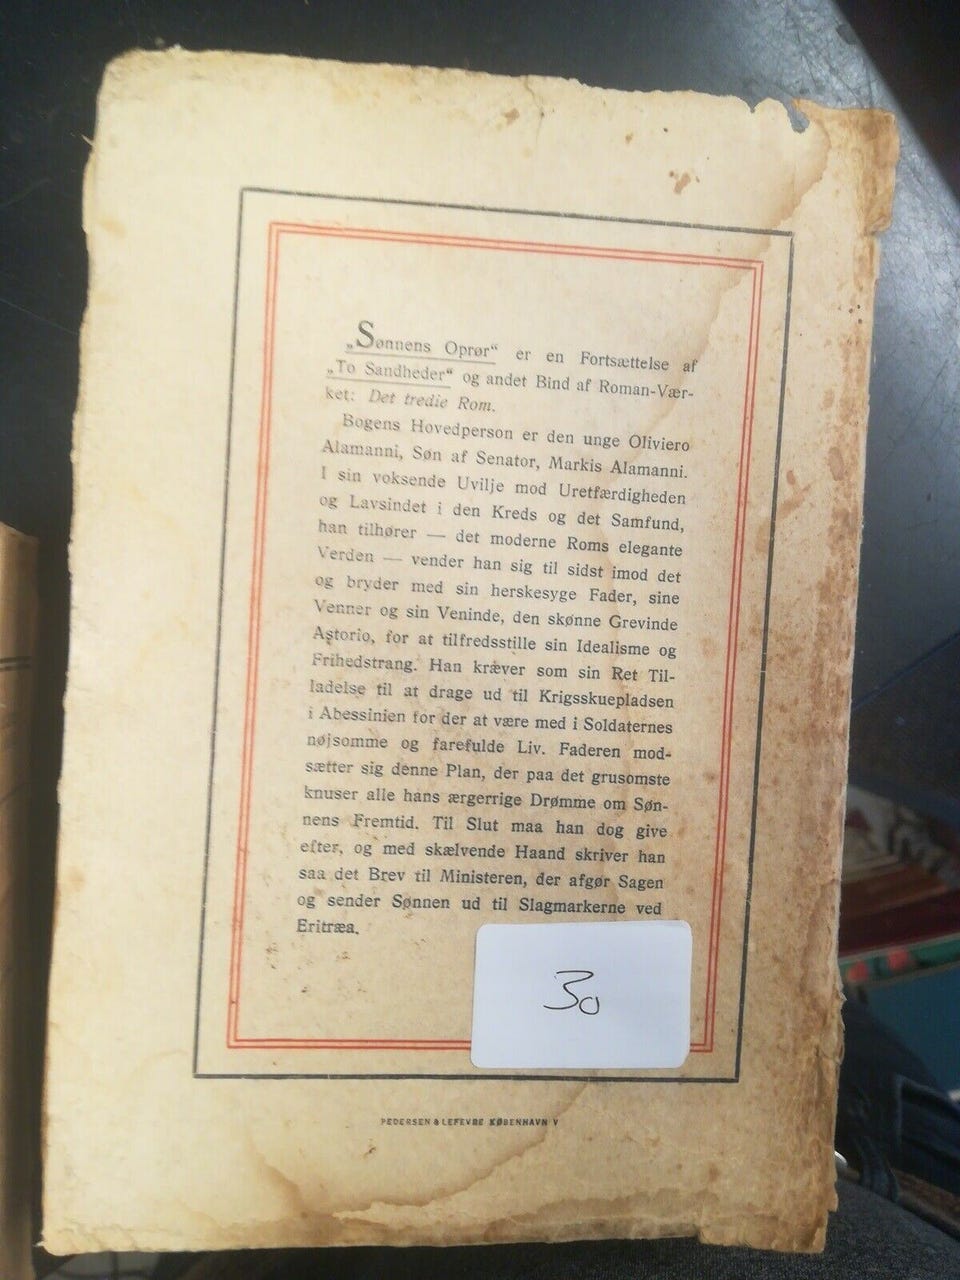 „Sønnens Oprør“ er en Fortsættelse af
„To Sandheder“ og andet Bind af Roman-Vær-
ket: Det tredie Rom.
Bogens Hovedperson er den unge Oliviero
Alamanni, Søn af Senator, Markis Alamanni.
I sin voksende Uvilje mod Uretfærdigheden
og Lavsindet i den Kreds og det Samfund,
han tilhører — det moderne Roms elegante
Verden — vender han sig til sidst imod det
og bryder med sin herskesyge Fader, sine
Venner og sin Veninde, den skønne Grevinde
Astorio, for at tilfredsstille sin Idealisme og
Frihedstrang. Han kræver som sin Ret Til-
ladelse til at drage ud til Krigsskuepladsen
i Abessinien for der at være med i Soldaternes
nøjsomme og farefulde Liv. Faderen mod-
sætter sig denne Plan, der paa det grusomste
knuser alle hans ærgerrige Drømme om Søn-
nens Fremtid. Til Slut maa han dog give
efter, og med skælvende Haand skriver han
saa det Brev til Ministeren, der afgør Sagen
og sender Sønnen ud til Slagmarkerne ved
Eritræa.
30
PEDERSEN & LEFEVRE KØBENHAVN V